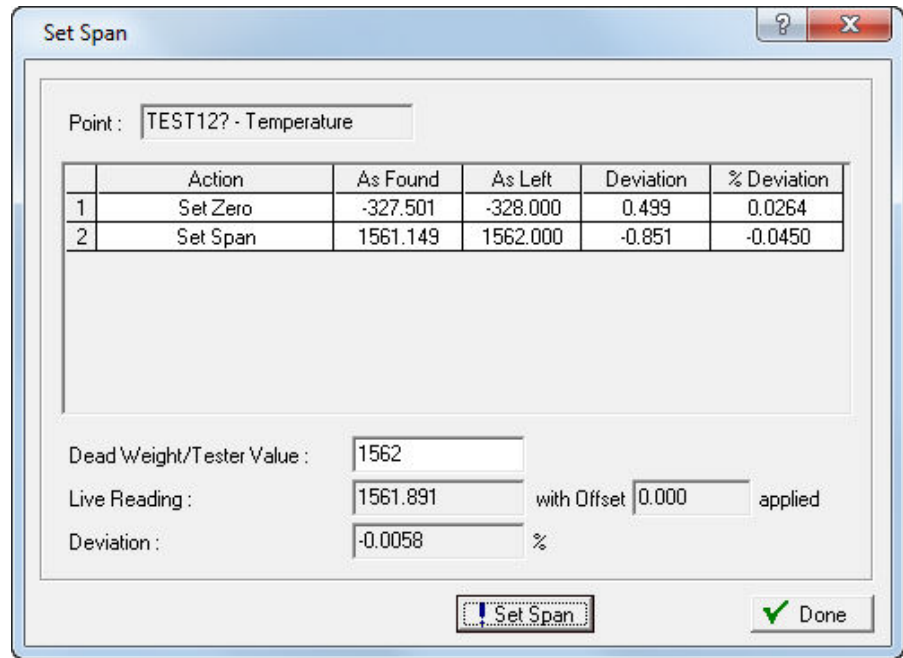 Set Span
Point : TEST12? - Temperature
Action As Found As Left Deviation % Deviation
1 Set Zero -327.501 -328.000 0.499 0.0264
2 Set Span 1561.149 1562.000 -0.851 -0.0450
Dead Weight/Tester Value : 1562
Live Reading : 1561.891 with Offset 0.000 applied
Deviation : -0.0058 %
! Set Span Done